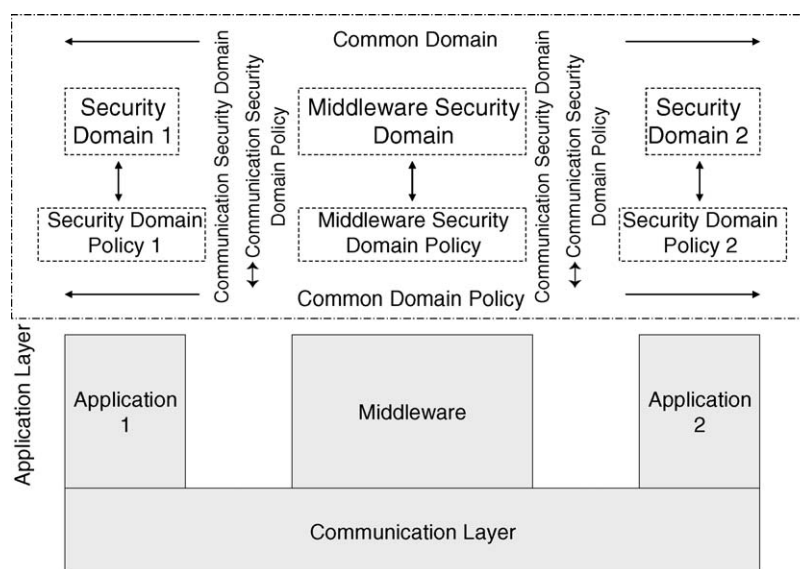 Common Domain
Security
Domain 1
Communication Security Domain
Communication Security
Domain Policy
Middleware Security
Domain
Communication Security Domain
Communication Security
Domain Policy
Security
Domain 2
Security Domain
Policy 1
Middleware Security
Domain Policy
Security Domain
Policy 2
Common Domain Policy
Application Layer
Application
1
Middleware
Application
2
Communication Layer